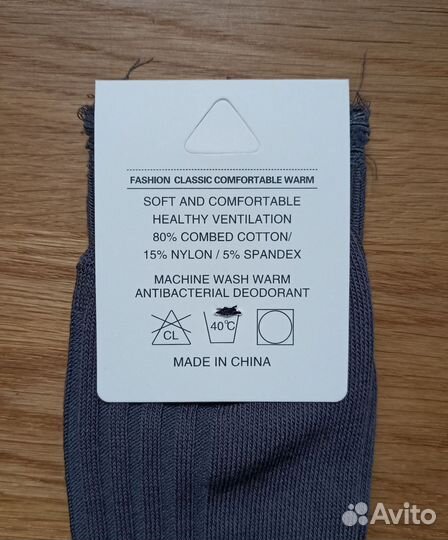 FASHION CLASSIC COMFORTABLE WARM
SOFT AND COMFORTABLE
HEALTHY VENTILATION
80% COMBED COTTON/
15% NYLON / 5% SPANDEX
MACHINE WASH WARM
ANTIBACTERIAL DEODORANT
CL
40°C
MADE IN CHINA
Avito